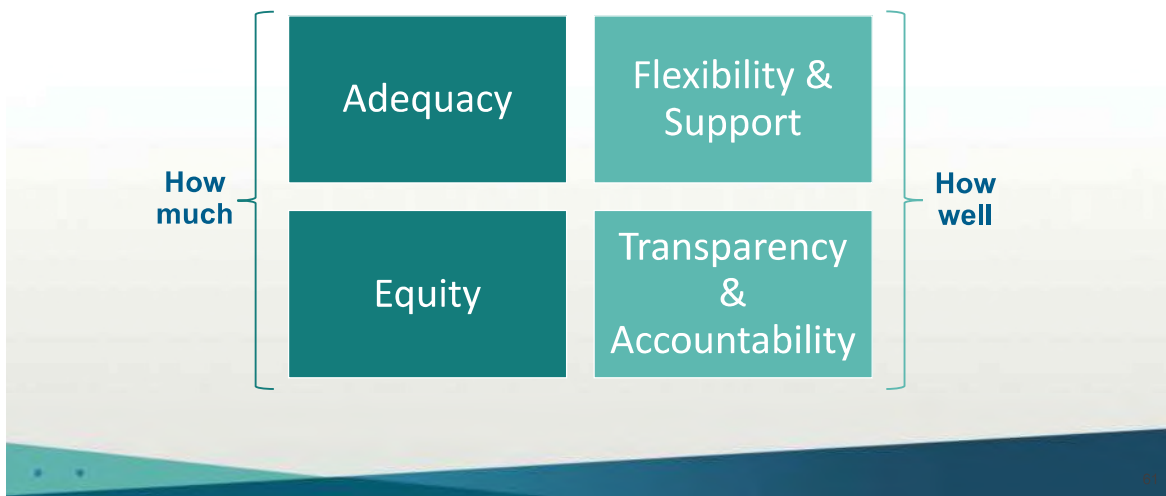 How
much
Adequacy
Equity
Flexibility &
Support
Transparency
&
Accountability
How
well